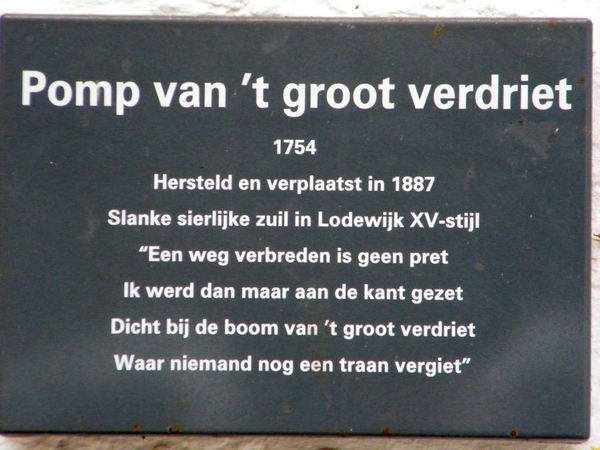 Pomp van 't groot verdriet
1754
Hersteld en verplaatst in 1887
Slanke sierlijke zuil in Lodewijk XV-stijl
“Een weg verbreden is geen pret
Ik werd dan maar aan de kant gezet
Dicht bij de boom van 't groot verdriet
Waar niemand nog een traan vergiet”